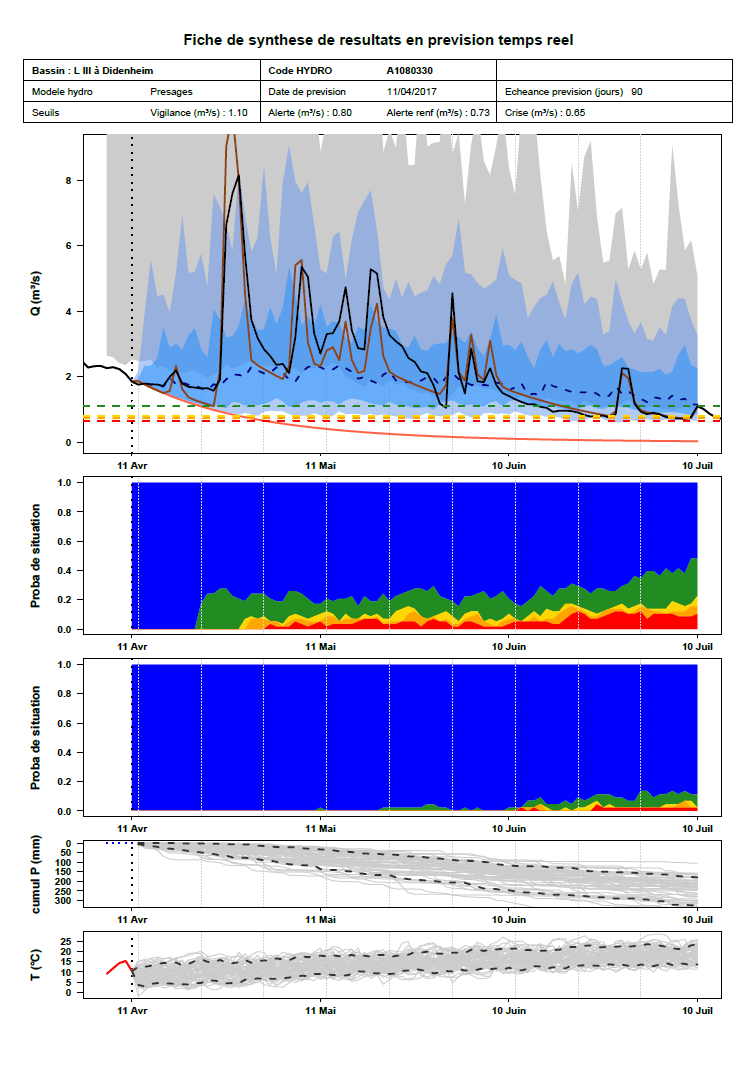 Fiche de synthese de resultats en prevision temps reel
Bassin : L III à Didenheim Code HYDRO A1080330
Modele hydro Presages Date de prevision 11/04/2017 Echeance prevision (jours) 90
Seuils Vigilance (m³/s) : 1.10 Alerte (m³/s) : 0.80 Alerte renf (m³/s) : 0.73 Crise (m³/s) : 0.65
Q (m³/s)
8
6
4
2
0
11 Avr 11 Mai 10 Juin 10 Juil
Proba de situation
1.0
0.8
0.6
0.4
0.2
0.0
11 Avr 11 Mai 10 Juin 10 Juil
Proba de situation
1.0
0.8
0.6
0.4
0.2
0.0
11 Avr 11 Mai 10 Juin 10 Juil
cumul P (mm)
0
50
100
150
200
250
300
11 Avr 11 Mai 10 Juin 10 Juil
T (°C)
25
20
15
10
5
0
11 Avr 11 Mai 10 Juin 10 Juil